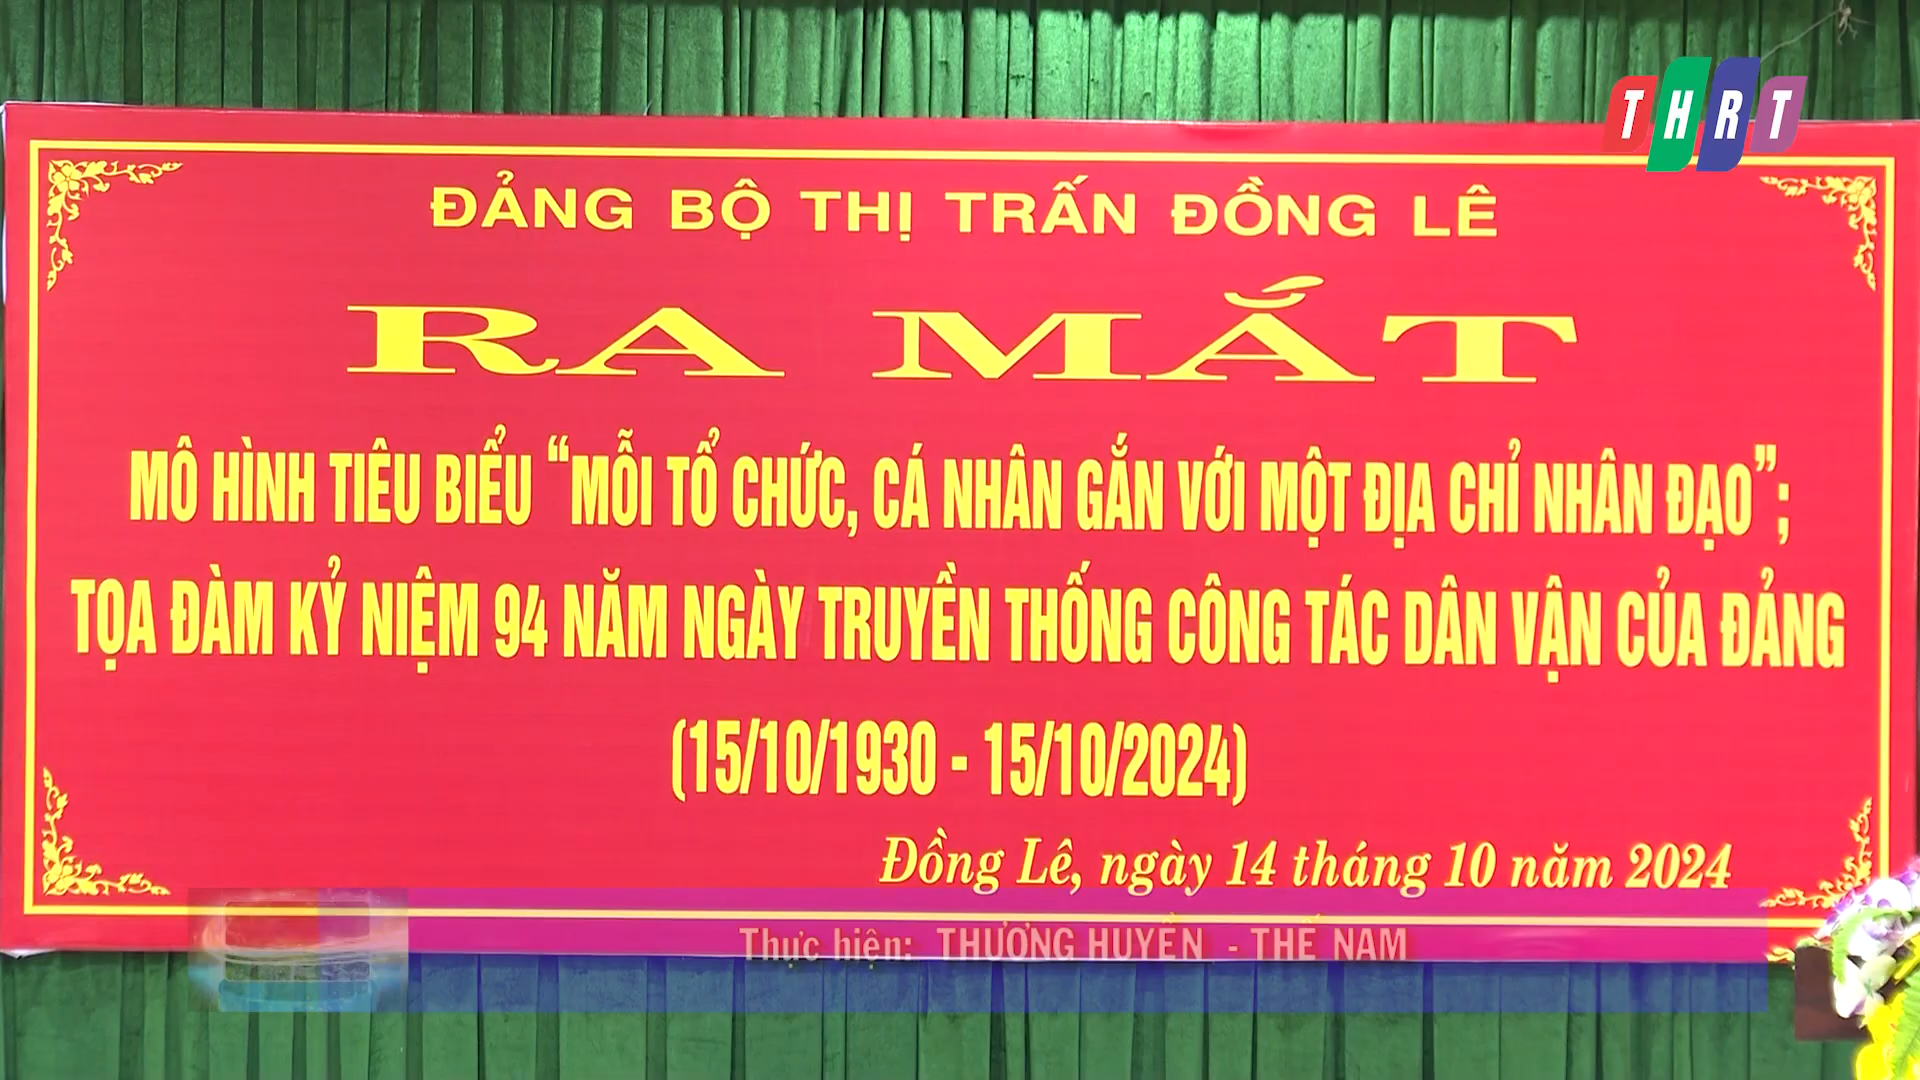 THRT
ĐẢNG BỘ THỊ TRẤN ĐỒNG LÊ
RA MẮT
MÔ HÌNH TIÊU BIỂU “MỖI TỔ CHỨC, CÁ NHÂN GẮN VỚI MỘT ĐỊA CHỈ NHÂN ĐẠO”;
TỌA ĐÀM KỶ NIỆM 94 NĂM NGÀY TRUYỀN THỐNG CÔNG TÁC DÂN VẬN CỦA ĐẢNG
(15/10/1930 - 15/10/2024)
Đồng Lê, ngày 14 tháng 10 năm 2024
Thực hiện: THƯƠNG HUYỀN - THẾ NAM